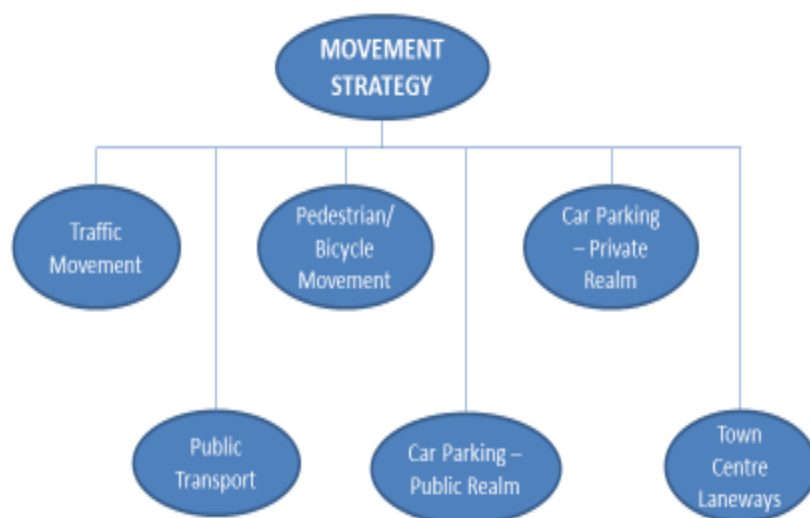 MOVEMENT
STRATEGY
Traffic
Movement
Pedestrian/
Bicycle
Movement
Car Parking
– Private
Realm
Public
Transport
Car Parking –
Public Realm
Town
Centre
Laneways